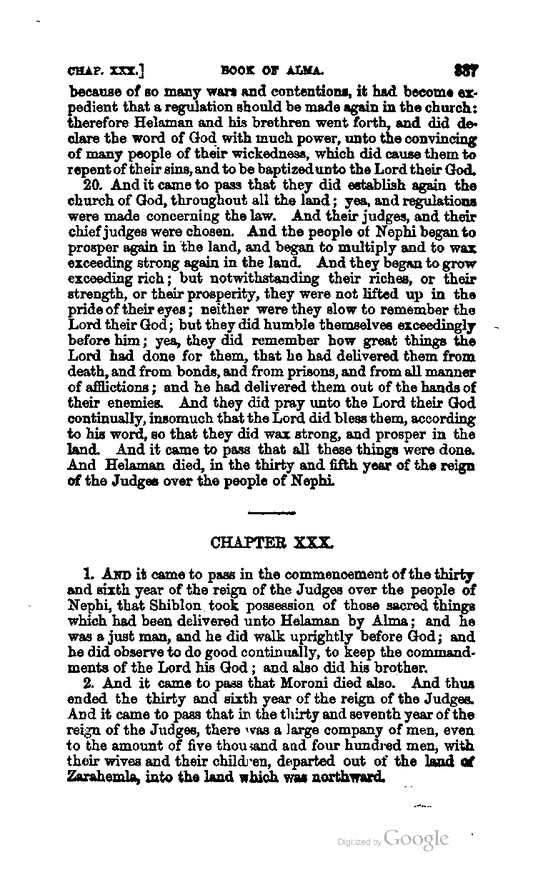 CHAP. XXX.] BOOK OF ALMA. 337
because of so many wars and contentions, it had become ex-
pedient that a regulation should be made again in the church:
therefore Helaman and his brethren went forth, and did de-
clare the word of God with much power, unto the convincing
of many people of their wickedness, which did cause them to
repent of their sins, and to be baptized unto the Lord their God.
20. And it came to pass that they did establish again the
church of God, throughout all the land; yea, and regulations
were made concerning the law. And their judges, and their
chief judges were chosen. And the people of Nephi began to
prosper again in the land, and began to multiply and to wax
exceeding strong again in the land. And they began to grow
exceeding rich; but notwithstanding their riches, or their
strength, or their prosperity, they were not lifted up in the
pride of their eyes; neither were they slow to remember the
Lord their God; but they did humble themselves exceedingly
before him; yea, they did remember how great things the
Lord had done for them, that he had delivered them from
death, and from bonds, and from prisons, and from all manner
of afflictions; and he had delivered them out of the hands of
their enemies. And they did pray unto the Lord their God
continually, insomuch that the Lord did bless them, according
to his word, so that they did wax strong, and prosper in the
land. And it came to pass that all these things were done.
And Helaman died, in the thirty and fifth year of the reign
of the Judges over the people of Nephi.
CHAPTER XXX.
1. AND it came to pass in the commencement of the thirty
and sixth year of the reign of the Judges over the people of
Nephi, that Shiblon took possession of those sacred things
which had been delivered unto Helaman by Alma; and he
was a just man, and he did walk uprightly before God; and
he did observe to do good continually, to keep the command-
ments of the Lord his God; and also did his brother.
2. And it came to pass that Moroni died also. And thus
ended the thirty and sixth year of the reign of the Judges.
And it came to pass that in the thirty and seventh year of the
reign of the Judges, there was a large company of men, even
to the amount of five thousand and four hundred men, with
their wives and their children, departed out of the land of
Zarahemla, into the land which was northward.
Digitized by Google